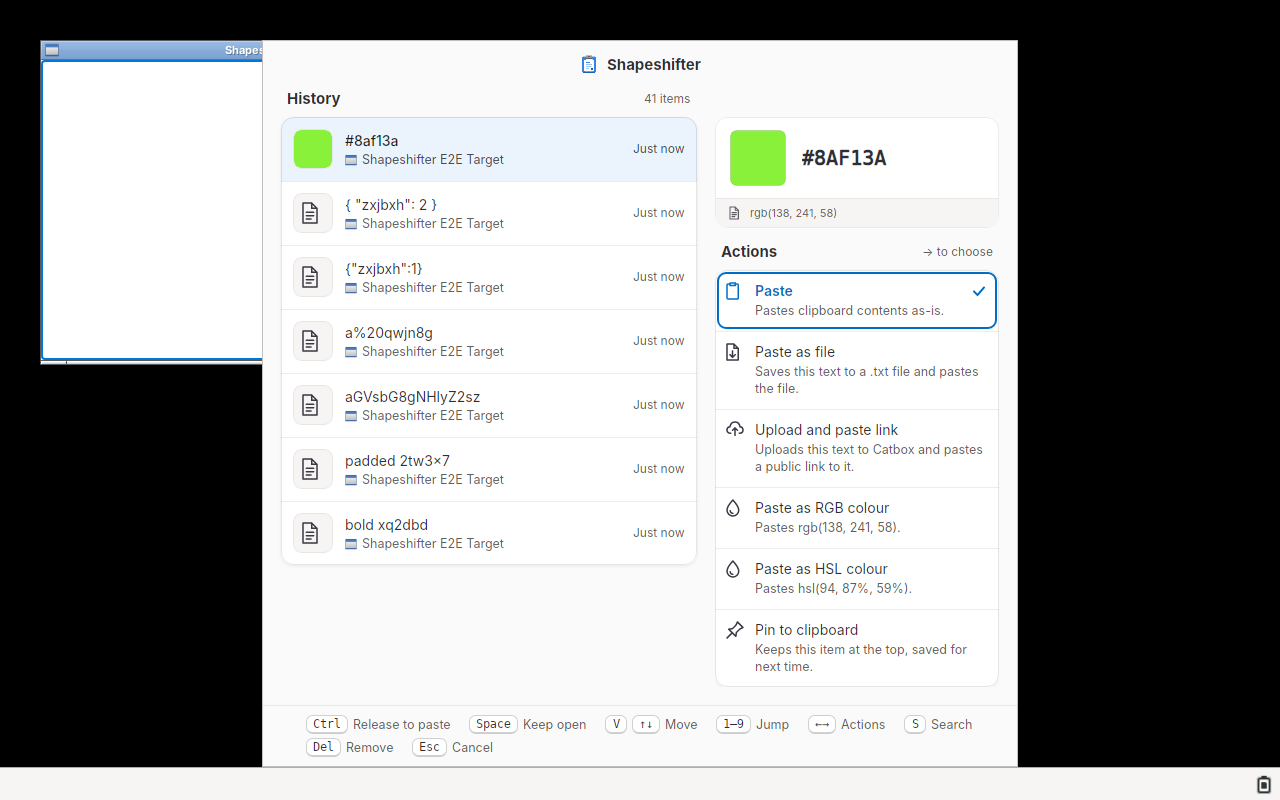 Shapes
Shapeshifter
History
41 items
#8af13a
Shapeshifter E2E Target
Just now
{ "zxjbxh": 2 }
Shapeshifter E2E Target
Just now
{"zxjbxh":1}
Shapeshifter E2E Target
Just now
a%20qwjn8g
Shapeshifter E2E Target
Just now
aGVsbG8gNHlyZ2sz
Shapeshifter E2E Target
Just now
padded 2tw3×7
Shapeshifter E2E Target
Just now
bold xq2dbd
Shapeshifter E2E Target
Just now
#8AF13A
rgb(138, 241, 58)
Actions
→ to choose
Paste
Pastes clipboard contents as-is.
Paste as file
Saves this text to a .txt file and pastes
the file.
Upload and paste link
Uploads this text to Catbox and pastes
a public link to it.
Paste as RGB colour
Pastes rgb(138, 241, 58).
Paste as HSL colour
Pastes hsl(94, 87%, 59%).
Pin to clipboard
Keeps this item at the top, saved for
next time.
Ctrl Release to paste Space Keep open V ↑↓ Move 1–9 Jump ←→ Actions S Search
Del Remove Esc Cancel